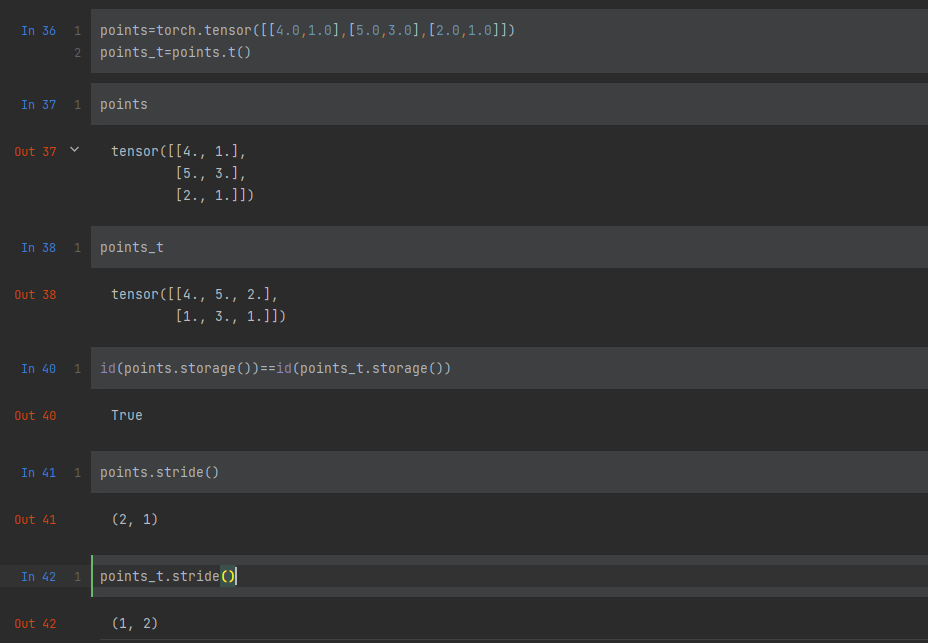 In 36 1 points=torch.tensor([[4.0,1.0],[5.0,3.0],[2.0,1.0]])
2 points_t=points.t()
In 37 1 points
Out 37 tensor([[4., 1.],
[5., 3.],
[2., 1.]])
In 38 1 points_t
Out 38 tensor([[4., 5., 2.],
[1., 3., 1.]])
In 40 1 id(points.storage())==id(points_t.storage())
Out 40 True
In 41 1 points.stride()
Out 41 (2, 1)
In 42 1 points_t.stride()
Out 42 (1, 2)